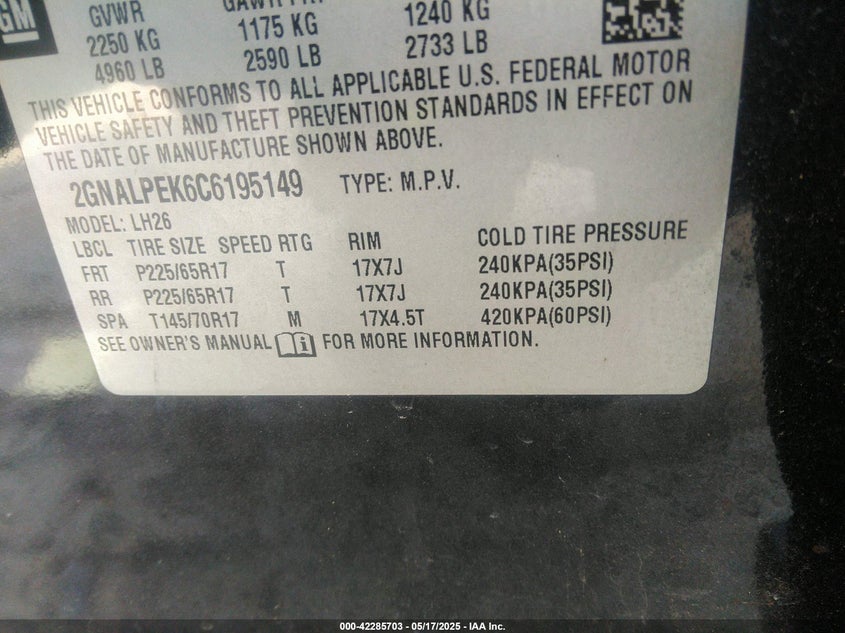 GM
GVWR GAWR FRT
2250 KG 1175 KG 1240 KG
4960 LB 2590 LB 2733 LB
THIS VEHICLE CONFORMS TO ALL APPLICABLE U.S. FEDERAL MOTOR
VEHICLE SAFETY AND THEFT PREVENTION STANDARDS IN EFFECT ON
THE DATE OF MANUFACTURE SHOWN ABOVE.
2GNALPEK6C6195149 TYPE: M.P.V.
MODEL: LH26
LBCL TIRE SIZE SPEED RTG RIM COLD TIRE PRESSURE
FRT P225/65R17 T 17X7J 240KPA(35PSI)
RR P225/65R17 T 17X7J 240KPA(35PSI)
SPA T145/70R17 M 17X4.5T 420KPA(60PSI)
SEE OWNER'S MANUAL FOR MORE INFORMATION.
000-42285703 - 05/17/2025 - IAA Inc.